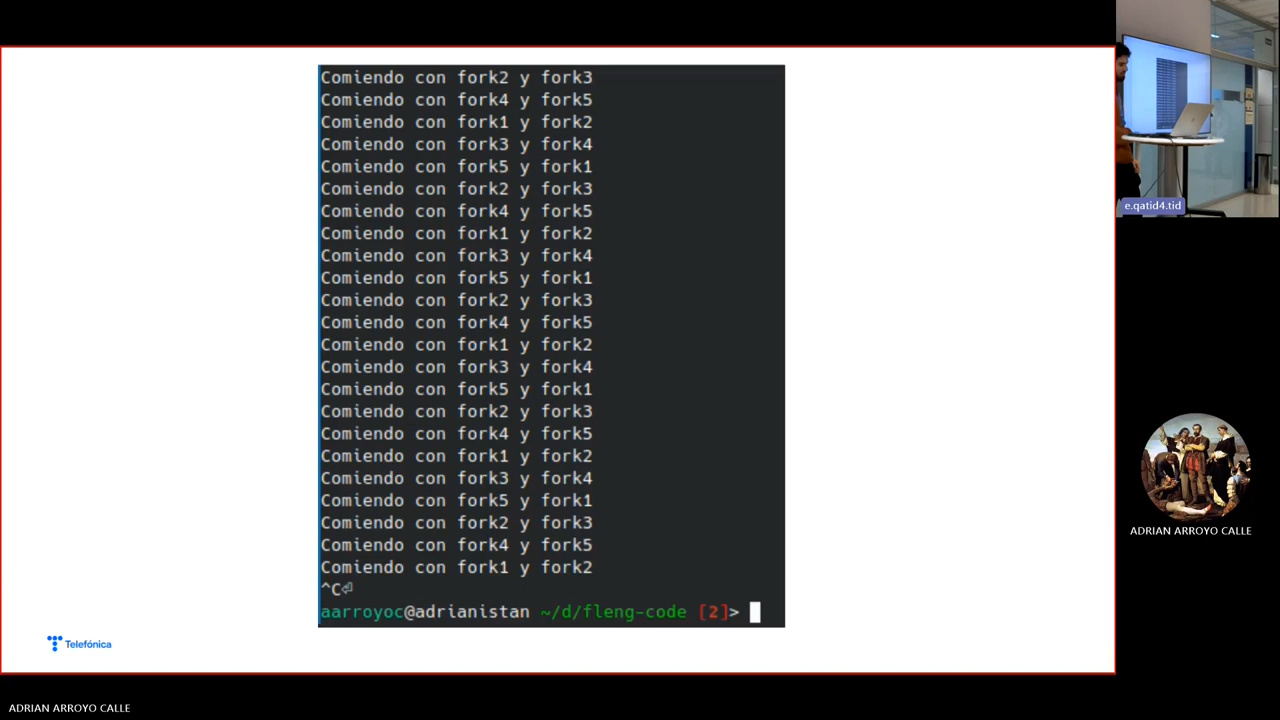 Comiendo con fork2 y fork3
Comiendo con fork4 y fork5
Comiendo con fork1 y fork2
Comiendo con fork3 y fork4
Comiendo con fork5 y fork1
Comiendo con fork2 y fork3
Comiendo con fork4 y fork5
Comiendo con fork1 y fork2
Comiendo con fork3 y fork4
Comiendo con fork5 y fork1
Comiendo con fork2 y fork3
Comiendo con fork4 y fork5
Comiendo con fork1 y fork2
Comiendo con fork3 y fork4
Comiendo con fork5 y fork1
Comiendo con fork2 y fork3
Comiendo con fork4 y fork5
Comiendo con fork1 y fork2
Comiendo con fork3 y fork4
Comiendo con fork5 y fork1
Comiendo con fork2 y fork3
Comiendo con fork4 y fork5
Comiendo con fork1 y fork2
^C⏎
aarroyoc@adrianistan ~/d/fleng-code [2]>
Telefónica
e.qatid4.tid
ADRIAN ARROYO CALLE
ADRIAN ARROYO CALLE